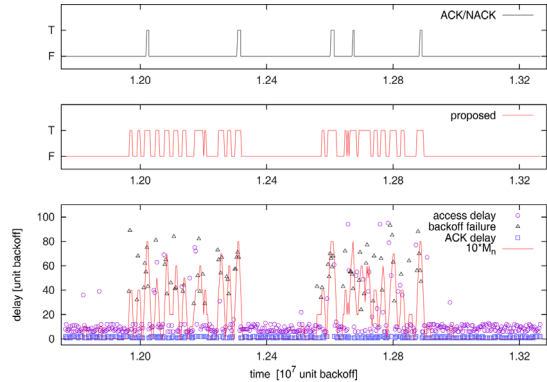 ACK/NACK
T
F
1.20 1.24 1.28 1.32
proposed
T
F
1.20 1.24 1.28 1.32
delay [unit backoff]
100
80
60
40
20
0
access delay
backoff failure
ACK delay
10*Mn
1.20 1.24 1.28 1.32
time [10^7 unit backoff]